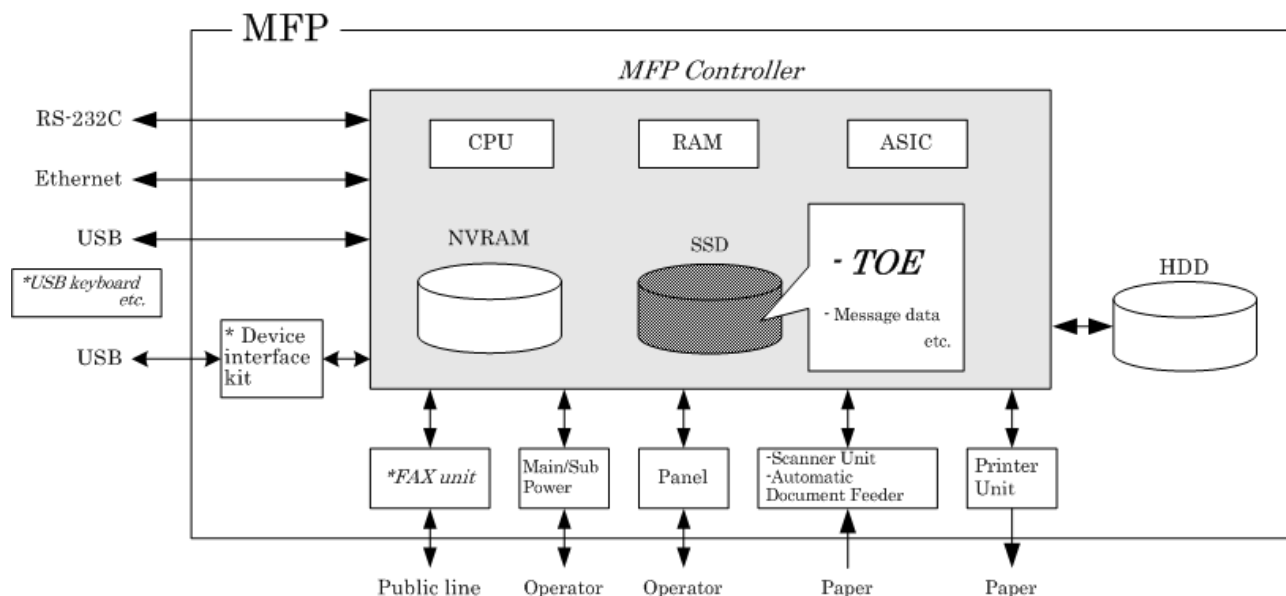 MFP
MFP Controller
RS-232C
CPU
RAM
ASIC
Ethernet
USB
NVRAM
SSD
- TOE
- Message data
etc.
HDD
*USB keyboard
etc.
USB
* Device
interface
kit
*FAX unit
Main/Sub
Power
Panel
-Scanner Unit
-Automatic
Document Feeder
Printer
Unit
Public line
Operator
Operator
Paper
Paper